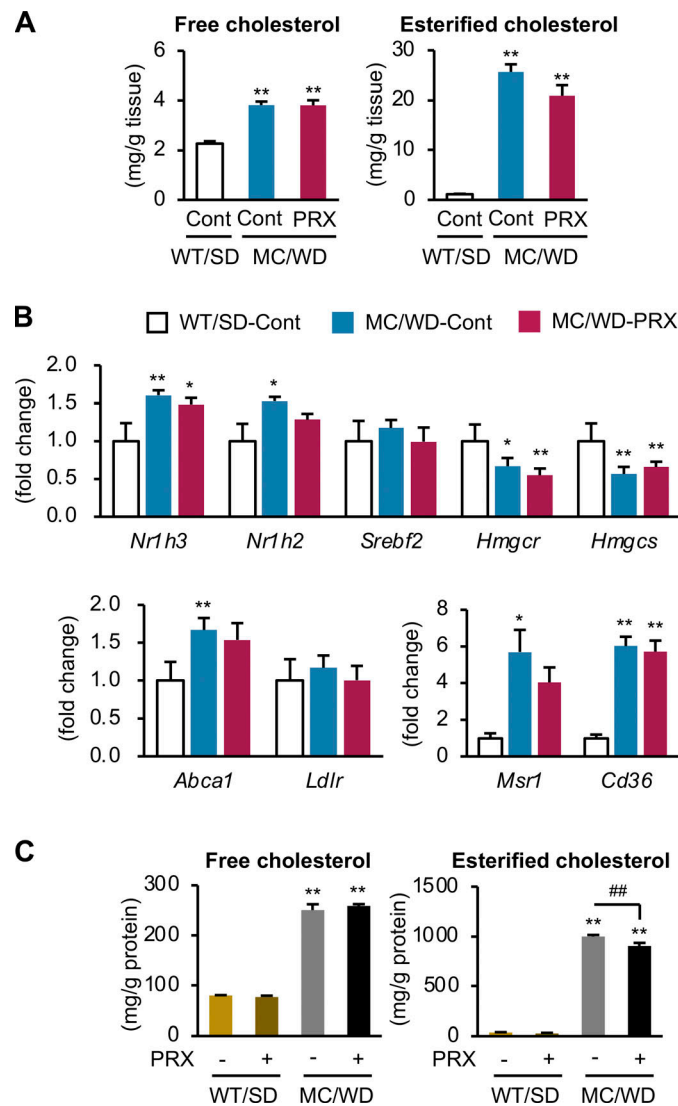 A
Free cholesterol
Esterified cholesterol
(mg/g tissue)
6
4
2
0
**
**
Cont
Cont
PRX
WT/SD
MC/WD
(mg/g tissue)
30
20
10
0
**
**
Cont
Cont
PRX
WT/SD
MC/WD
B
WT/SD-Cont
MC/WD-Cont
MC/WD-PRX
(fold change)
2.0
1.5
1.0
0.5
0.0
** * * * ** ** **
Nr1h3 Nr1h2 Srebf2 Hmgcr Hmgcs
(fold change)
2.0
1.5
1.0
0.5
0.0
**
Abca1 Ldlr
(fold change)
8
6
4
2
0
* ** **
Msr1 Cd36
C
Free cholesterol
Esterified cholesterol
(mg/g protein)
300
200
100
0
** **
PRX - + - +
WT/SD MC/WD
(mg/g protein)
1500
1000
500
0
##
** **
- + - +
WT/SD MC/WD